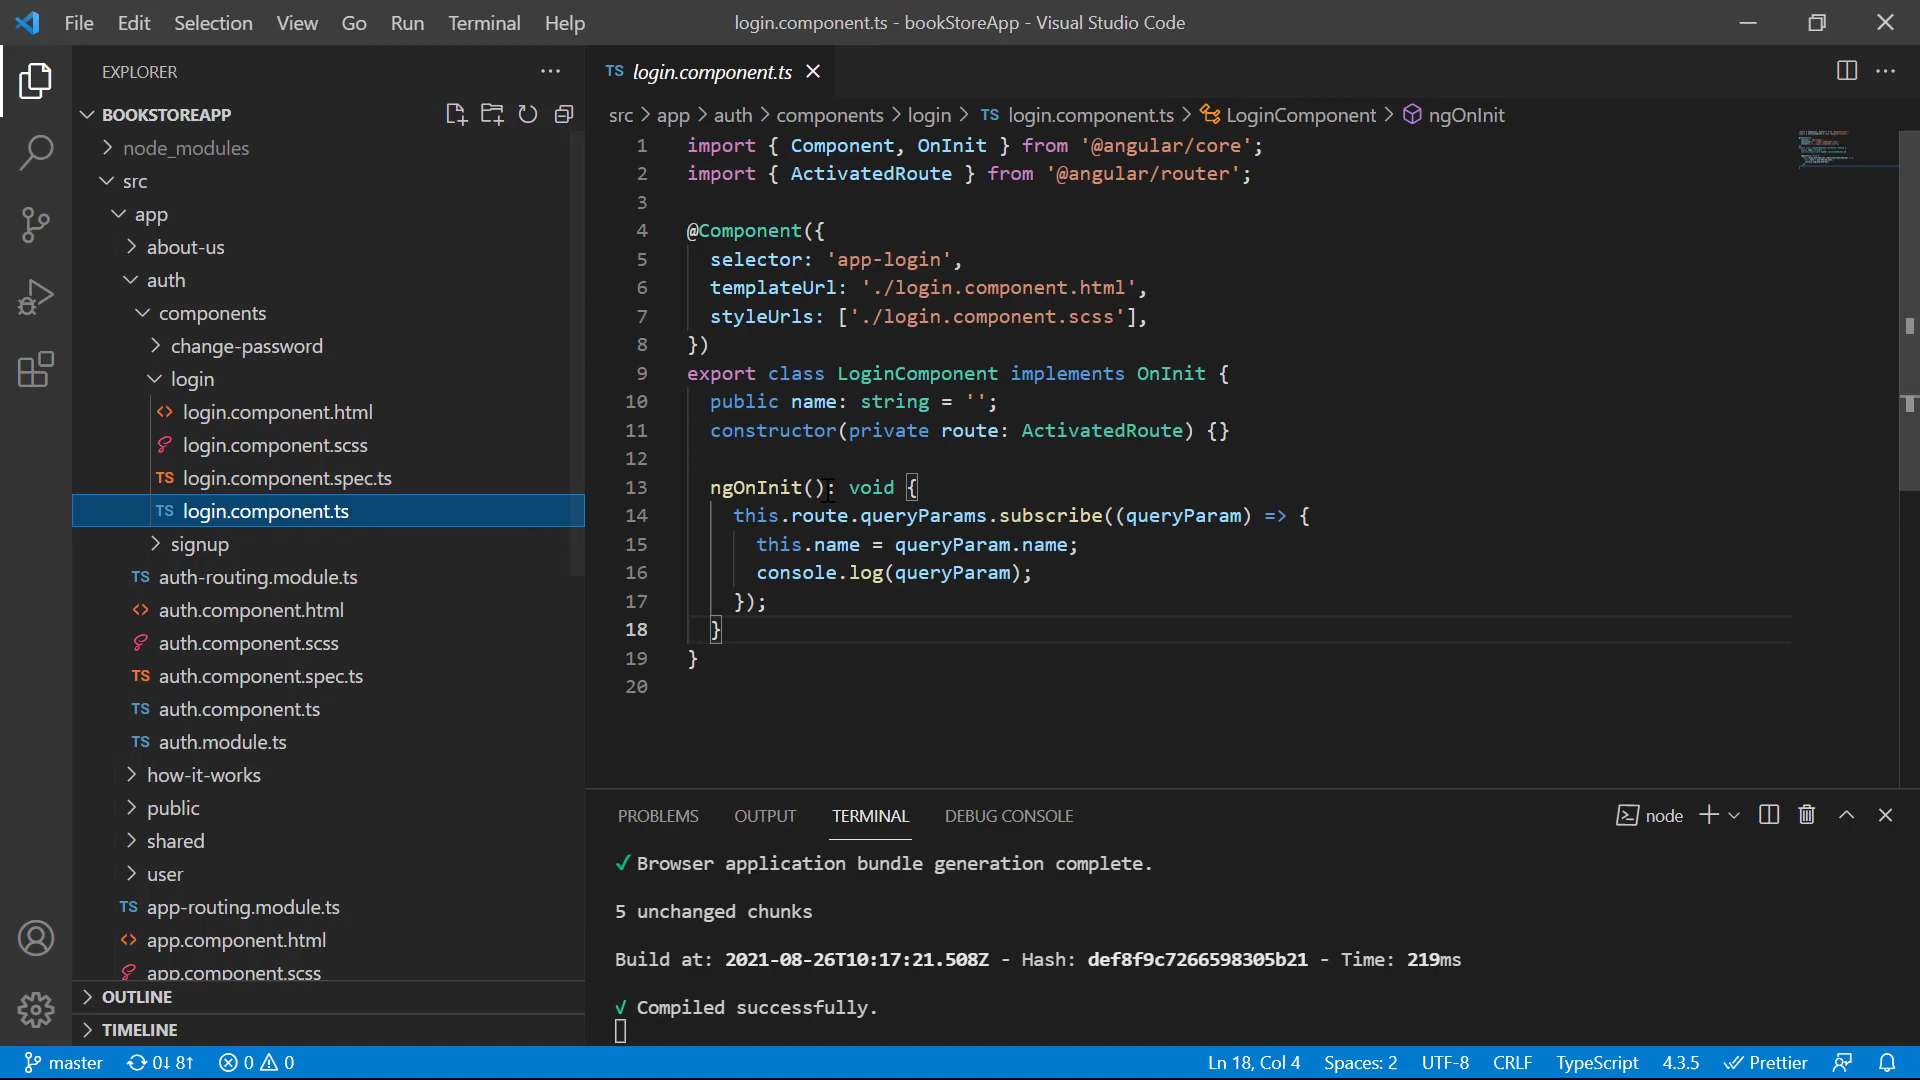 File Edit Selection View Go Run Terminal Help
login.component.ts - bookStoreApp - Visual Studio Code
EXPLORER
BOOKSTOREAPP
node_modules
src
app
about-us
auth
components
change-password
login
login.component.html
login.component.scss
TS login.component.spec.ts
TS login.component.ts
signup
TS auth-routing.module.ts
auth.component.html
auth.component.scss
TS auth.component.spec.ts
TS auth.component.ts
TS auth.module.ts
how-it-works
public
shared
user
TS app-routing.module.ts
app.component.html
app.component.scss
OUTLINE
TIMELINE
TS login.component.ts
src > app > auth > components > login > TS login.component.ts > LoginComponent > ngOnInit
1 import { Component, OnInit } from '@angular/core';
2 import { ActivatedRoute } from '@angular/router';
3
4 @Component({
5 selector: 'app-login',
6 templateUrl: './login.component.html',
7 styleUrls: ['./login.component.scss'],
8 })
9 export class LoginComponent implements OnInit {
10 public name: string = '';
11 constructor(private route: ActivatedRoute) {}
12
13 ngOnInit(): void {
14 this.route.queryParams.subscribe((queryParam) => {
15 this.name = queryParam.name;
16 console.log(queryParam);
17 });
18 }
19 }
20
PROBLEMS OUTPUT TERMINAL DEBUG CONSOLE
node
✓ Browser application bundle generation complete.
5 unchanged chunks
Build at: 2021-08-26T10:17:21.508Z - Hash: def8f9c7266598305b21 - Time: 219ms
√ Compiled successfully.
master 0↓ 8↑ 0 0
Ln 18, Col 4 Spaces: 2 UTF-8 CRLF TypeScript 4.3.5 Prettier